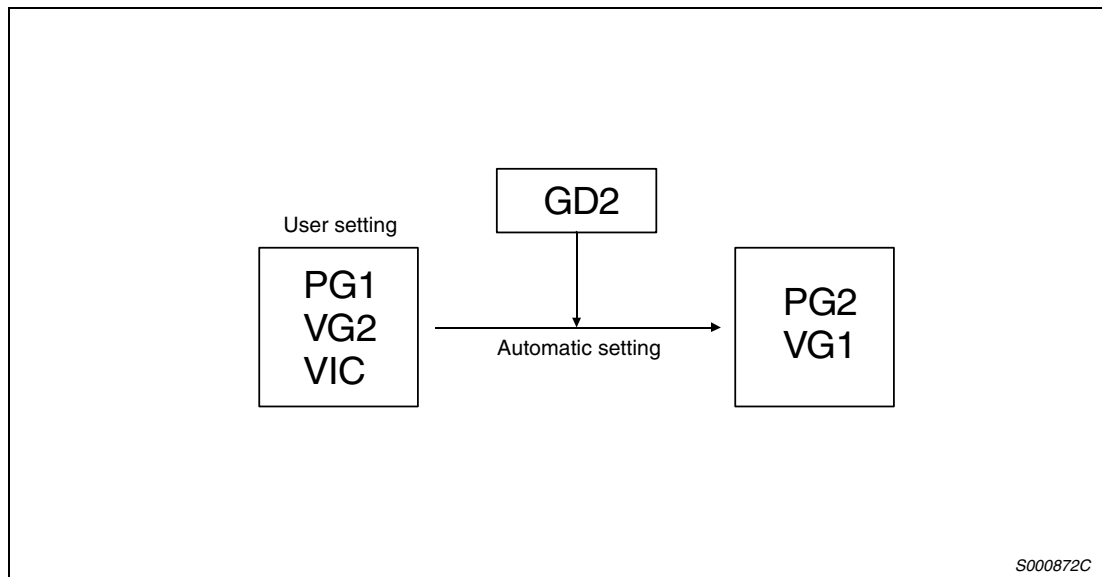 GD2
User setting
PG1
VG2
VIC
Automatic setting
PG2
VG1
S000872C